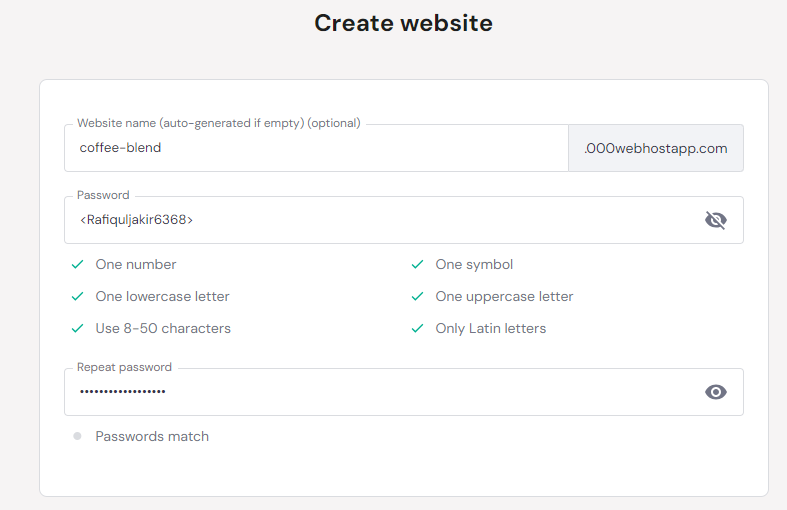 Create website
Website name (auto-generated if empty) (optional)
coffee-blend .000webhostapp.com
Password
<Rafiquljakir6368>
One number One symbol
One lowercase letter One uppercase letter
Use 8-50 characters Only Latin letters
Repeat password
••••••••••••••••••
Passwords match